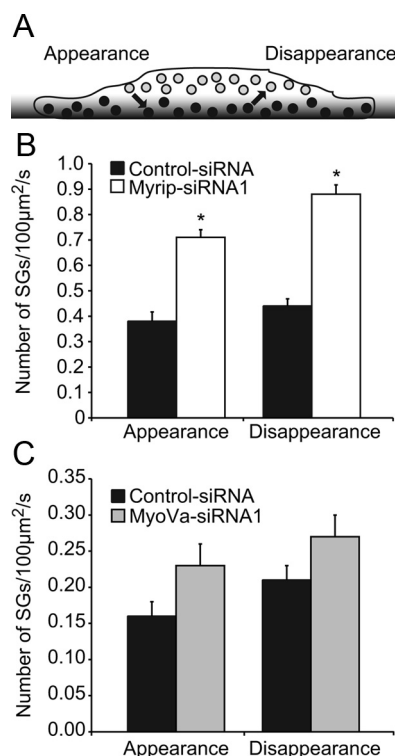 A
Appearance Disappearance
B
Number of SGs/100µm²/s
1.0
0.9
0.8
0.7
0.6
0.5
0.4
0.3
0.2
0.1
0
Control-siRNA
Myrip-siRNA1
*
*
Appearance Disappearance
C
Number of SGs/100µm²/s
0.35
0.30
0.25
0.20
0.15
0.10
0.05
0.00
Control-siRNA
MyoVa-siRNA1
Appearance Disappearance